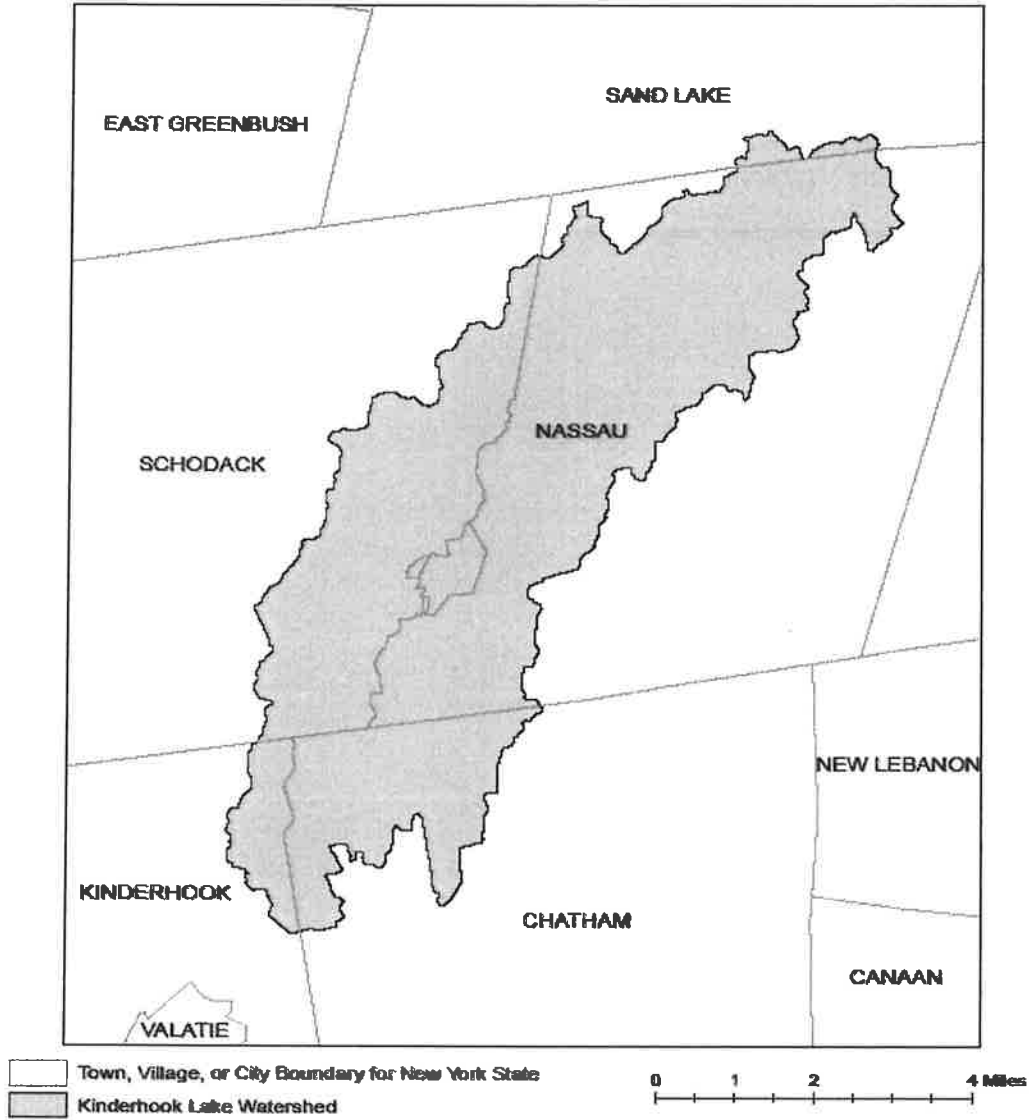 SAND LAKE
EAST GREENBUSH
NASSAU
SCHODACK
NEW LEBANON
KINDERHOOK
CHATHAM
CANAAN
VALATIE
Town, Village, or City Boundary for New York State
Kinderhook Lake Watershed
0 1 2 4 Miles